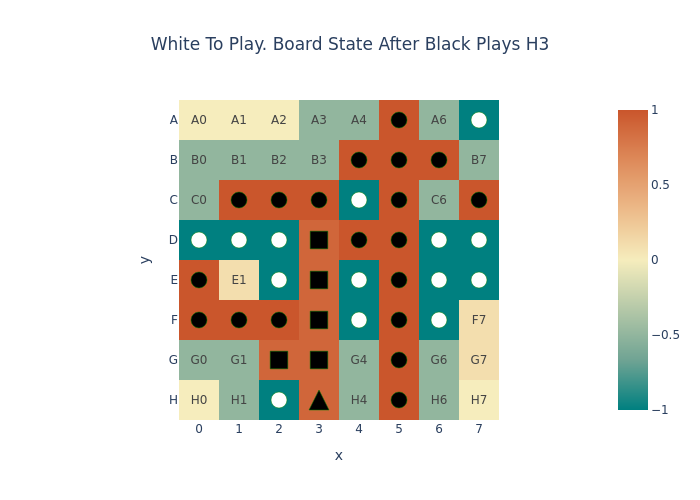 White To Play. Board State After Black Plays H3
A A0 A1 A2 A3 A4 A6
B B0 B1 B2 B3 B7
C C0 C6
D
E E1
F F7
G G0 G1 G4 G6 G7
H H0 H1 H4 H6 H7
0 1 2 3 4 5 6 7
x
y
1
0.5
0
−0.5
−1